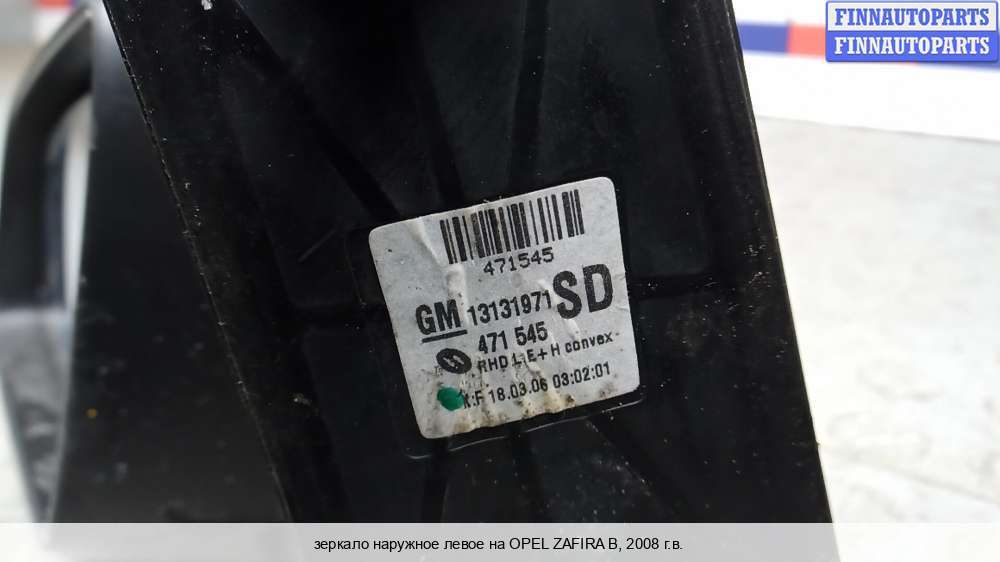 FINNAUTOPARTS
FINNAUTOPARTS
471545
GM 13131971 SD
471 545
RHD L.E+H convex
K:F 18.03.06 03:02:01
зеркало наружное левое на OPEL ZAFIRA B, 2008 г.в.